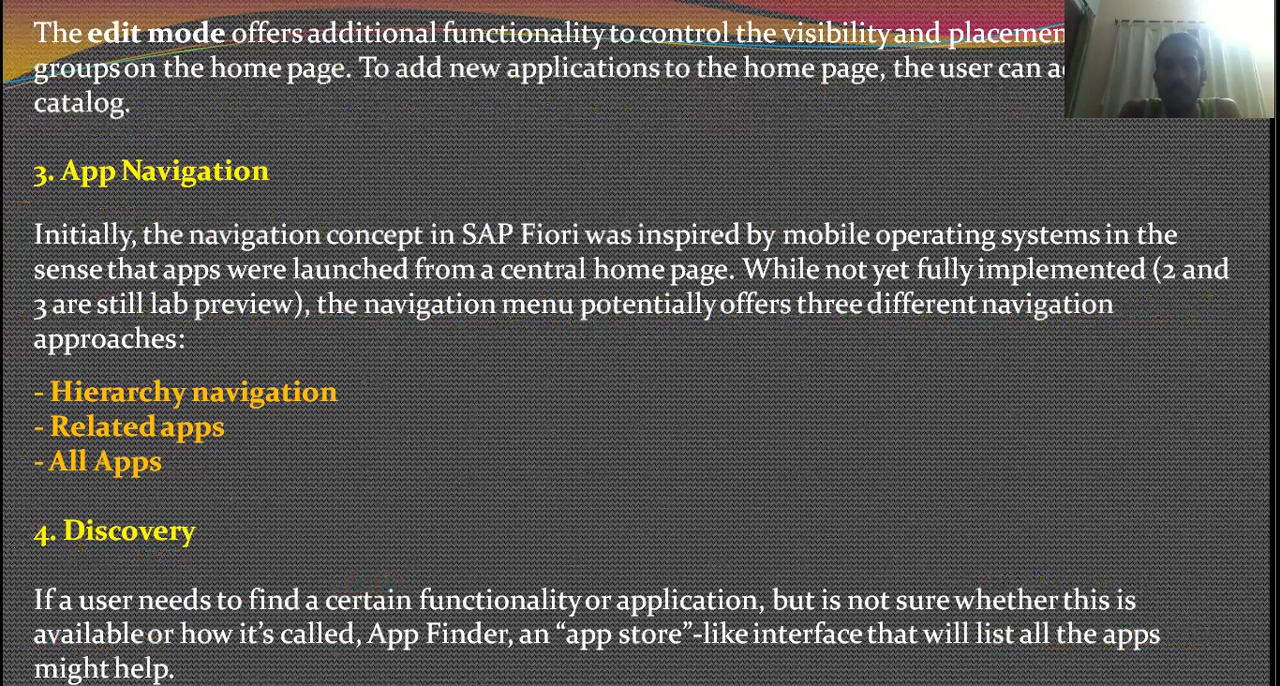 The edit mode offers additional functionality to control the visibility and
groups on the home page. To add new applications to the home page, the user can
catalog.
3. App Navigation
Initially, the navigation concept in SAP Fiori was inspired by mobile operating systems in the
sense that apps were launched from a central home page. While not yet fully implemented (2 and
3 are still lab preview), the navigation menu potentially offers three different navigation
approaches:
- Hierarchy navigation
- Related apps
- All Apps
4. Discovery
If a user needs to find a certain functionality or application, but is not sure whether this is
available or how it’s called, App Finder, an “app store”-like interface that will list all the apps
might help.